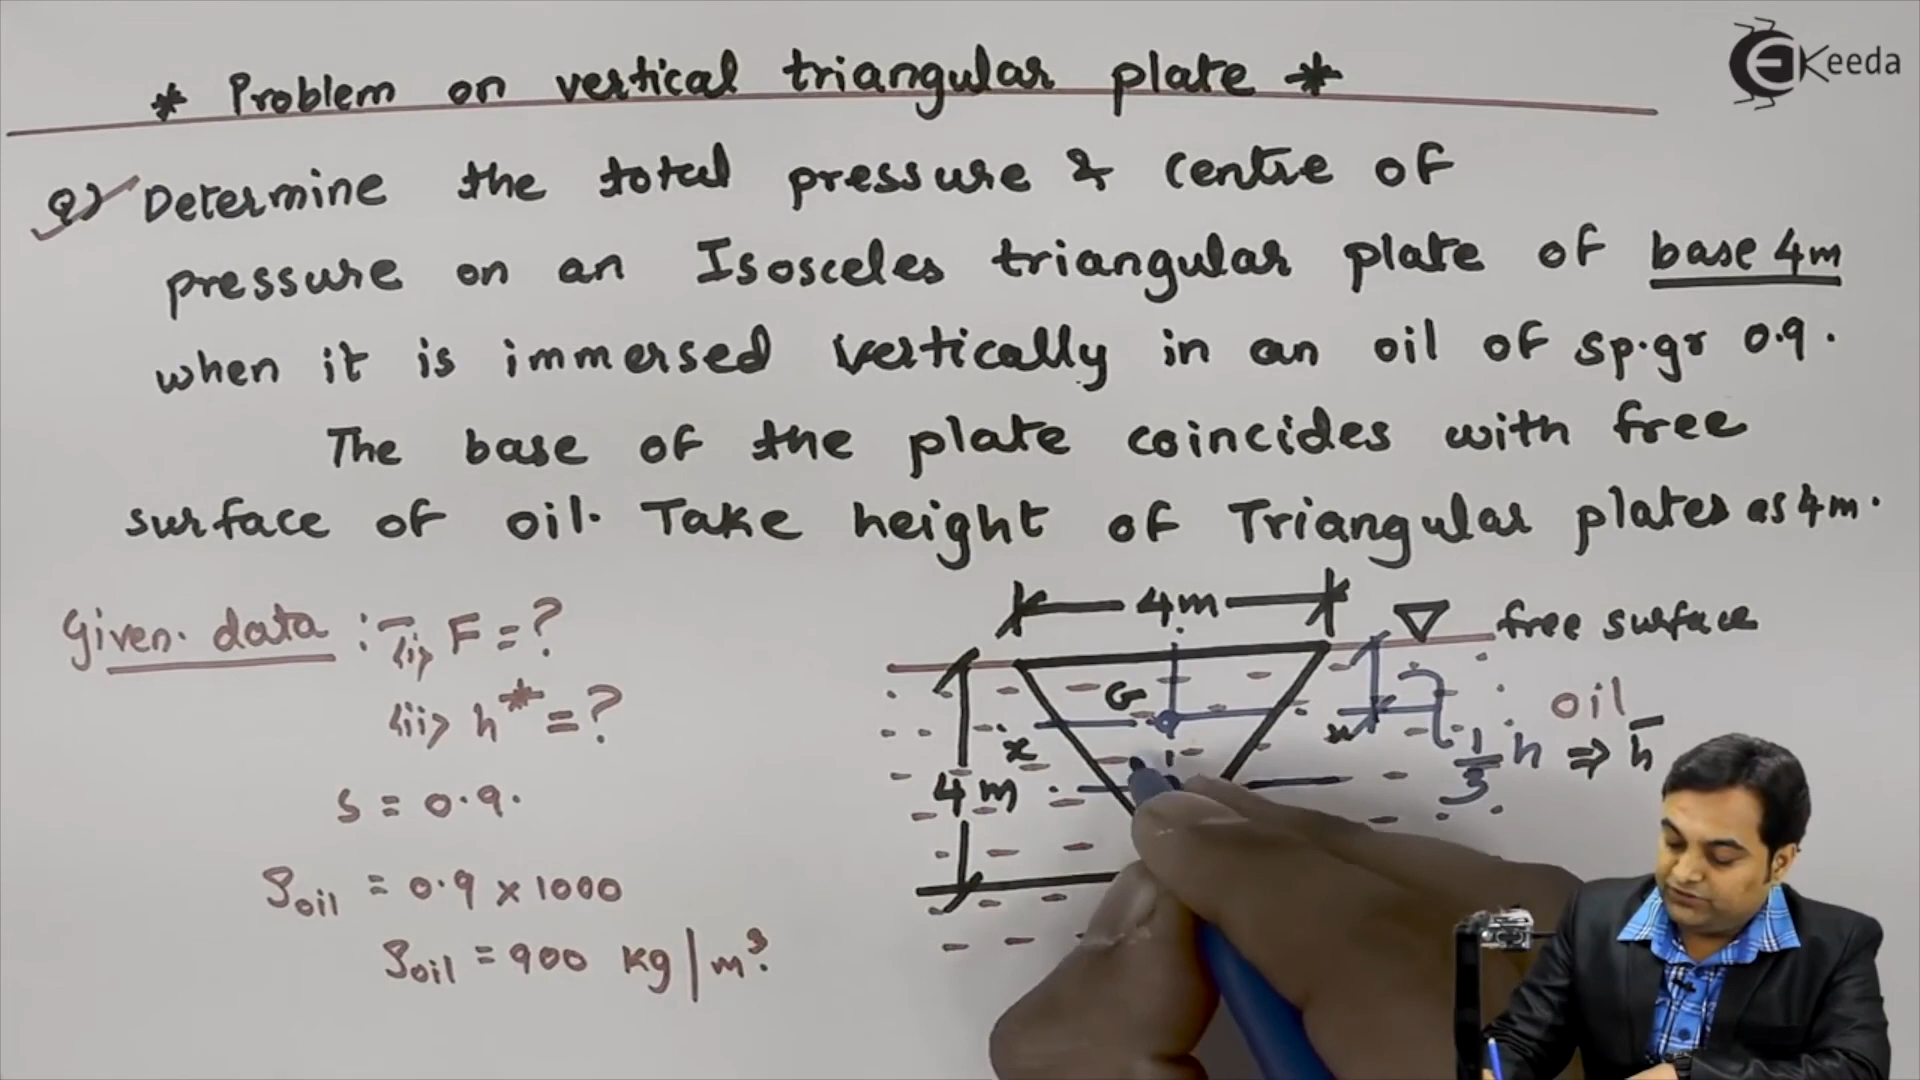 EKeeda
* Problem on vertical triangular plate *
Q) Determine the total pressure & centre of
pressure on an Isosceles triangular plate of base 4m
when it is immersed vertically in an oil of sp.gr 0.9.
The base of the plate coincides with free
surface of oil. Take height of Triangular plates as 4m.
Given data :- (i) F = ?
(ii) h* = ?
S = 0.9.
ρoil = 0.9 x 1000
ρoil = 900 kg/m³.
4m
free surface
G
oil
x
x
1/3 h ⇒ h̄
4m